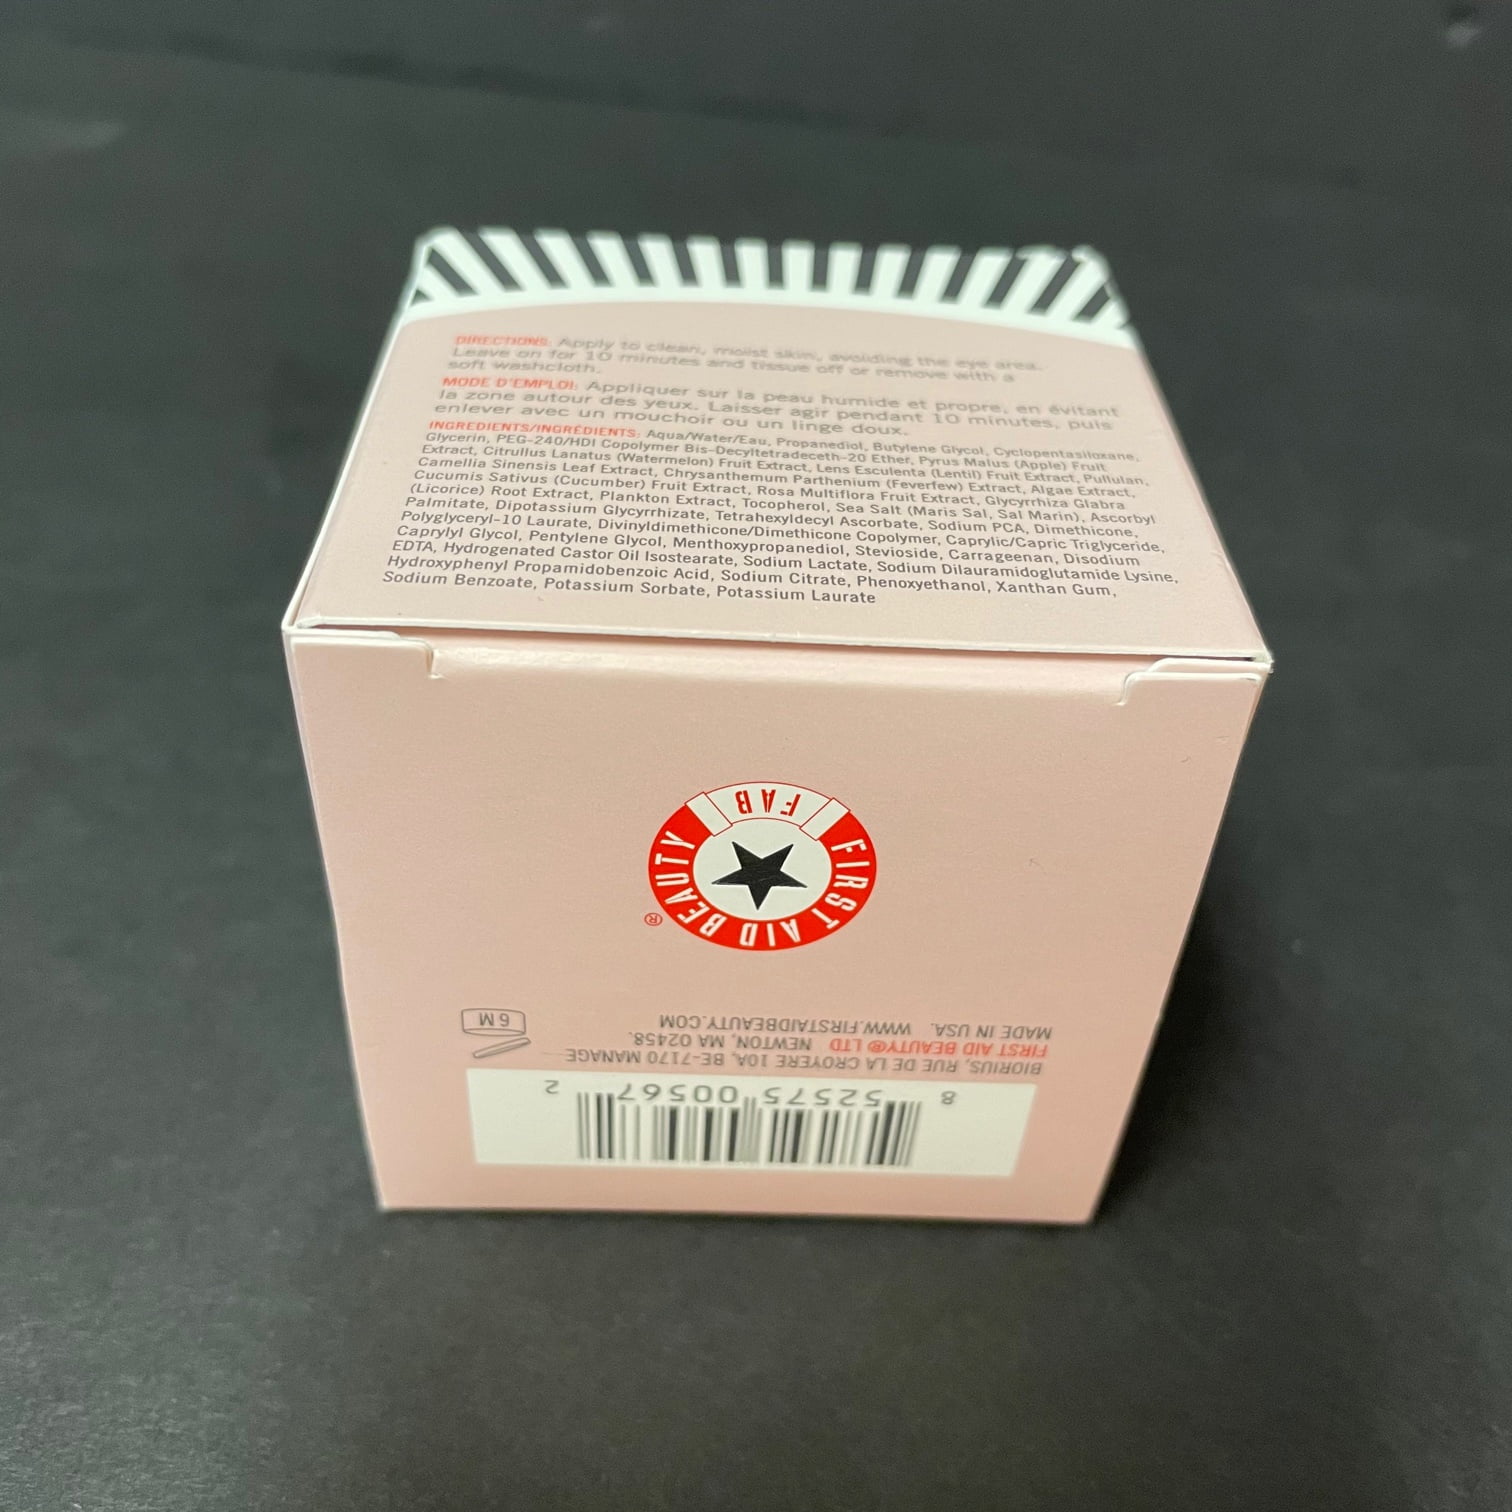 DIRECTIONS: Apply to clean, moist skin, avoiding the eye area.
Leave on for 10 minutes and tissue off or remove with a
soft washcloth.
MODE D'EMPLOI: Appliquer sur la peau humide et propre, en évitant
la zone autour des yeux. Laisser agir pendant 10 minutes, puis
enlever avec un mouchoir ou un linge doux.
INGREDIENTS/INGRÉDIENTS: Aqua/Water/Eau, Propanediol, Butylene Glycol, Cyclopentasiloxane,
Glycerin, PEG-240/HDI Copolymer Bis-Decyltetradeceth-20 Ether, Pyrus Malus (Apple) Fruit
Extract, Citrullus Lanatus (Watermelon) Fruit Extract, Lens Esculenta (Lentil) Fruit Extract, Pullulan,
Camellia Sinensis Leaf Extract, Chrysanthemum Parthenium (Feverfew) Extract, Algae Extract,
Cucumis Sativus (Cucumber) Fruit Extract, Rosa Multiflora Fruit Extract, Glycyrrhiza Glabra
(Licorice) Root Extract, Plankton Extract, Tocopherol, Sea Salt (Maris Sal, Sal Marin), Ascorbyl
Palmitate, Dipotassium Glycyrrhizate, Tetrahexyldecyl Ascorbate, Sodium PCA, Dimethicone,
Polyglyceryl-10 Laurate, Divinyldimethicone/Dimethicone Copolymer, Caprylic/Capric Triglyceride,
Caprylyl Glycol, Pentylene Glycol, Menthoxypropanediol, Stevioside, Carrageenan, Disodium
EDTA, Hydrogenated Castor Oil Isostearate, Sodium Lactate, Sodium Dilauramidoglutamide Lysine,
Hydroxyphenyl Propamidobenzoic Acid, Sodium Citrate, Phenoxyethanol, Xanthan Gum,
Sodium Benzoate, Potassium Sorbate, Potassium Laurate
8 52575 00567 2
BIORIUS, RUE DE LA CROYERE 10A, BE-7170 MANAGE
FIRST AID BEAUTY® LTD NEWTON, MA 02458.
MADE IN USA. WWW.FIRSTAIDBEAUTY.COM
6 M
FIRST AID BEAUTY®
FAB